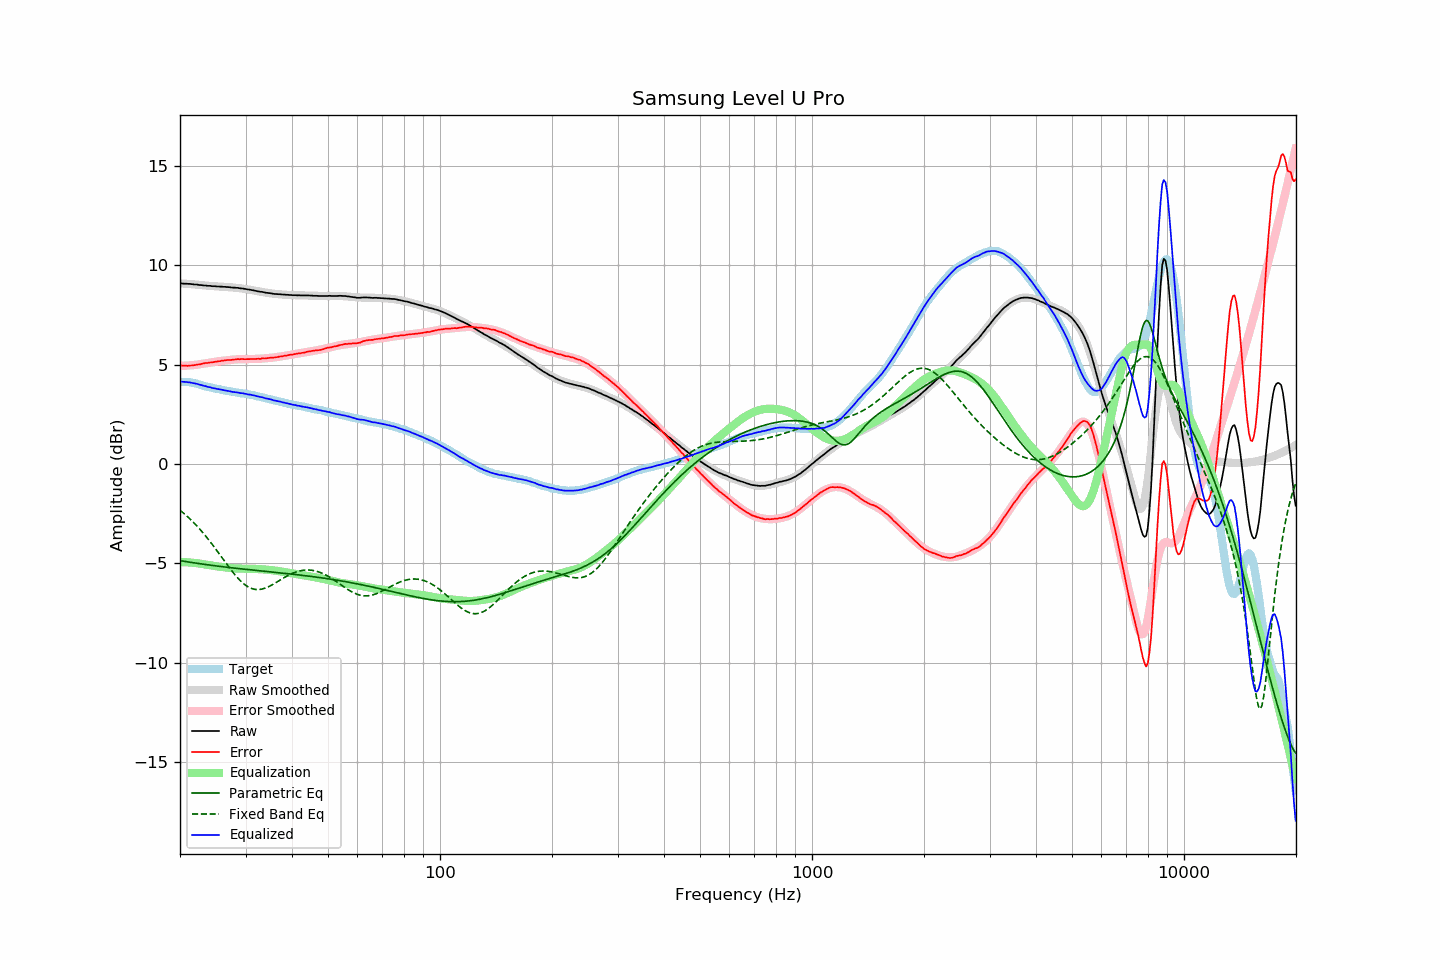 Samsung Level U Pro
15
10
5
0
−5
−10
−15
Amplitude (dBr)
100
1000
10000
Frequency (Hz)
Target
Raw Smoothed
Error Smoothed
Raw
Error
Equalization
Parametric Eq
Fixed Band Eq
Equalized